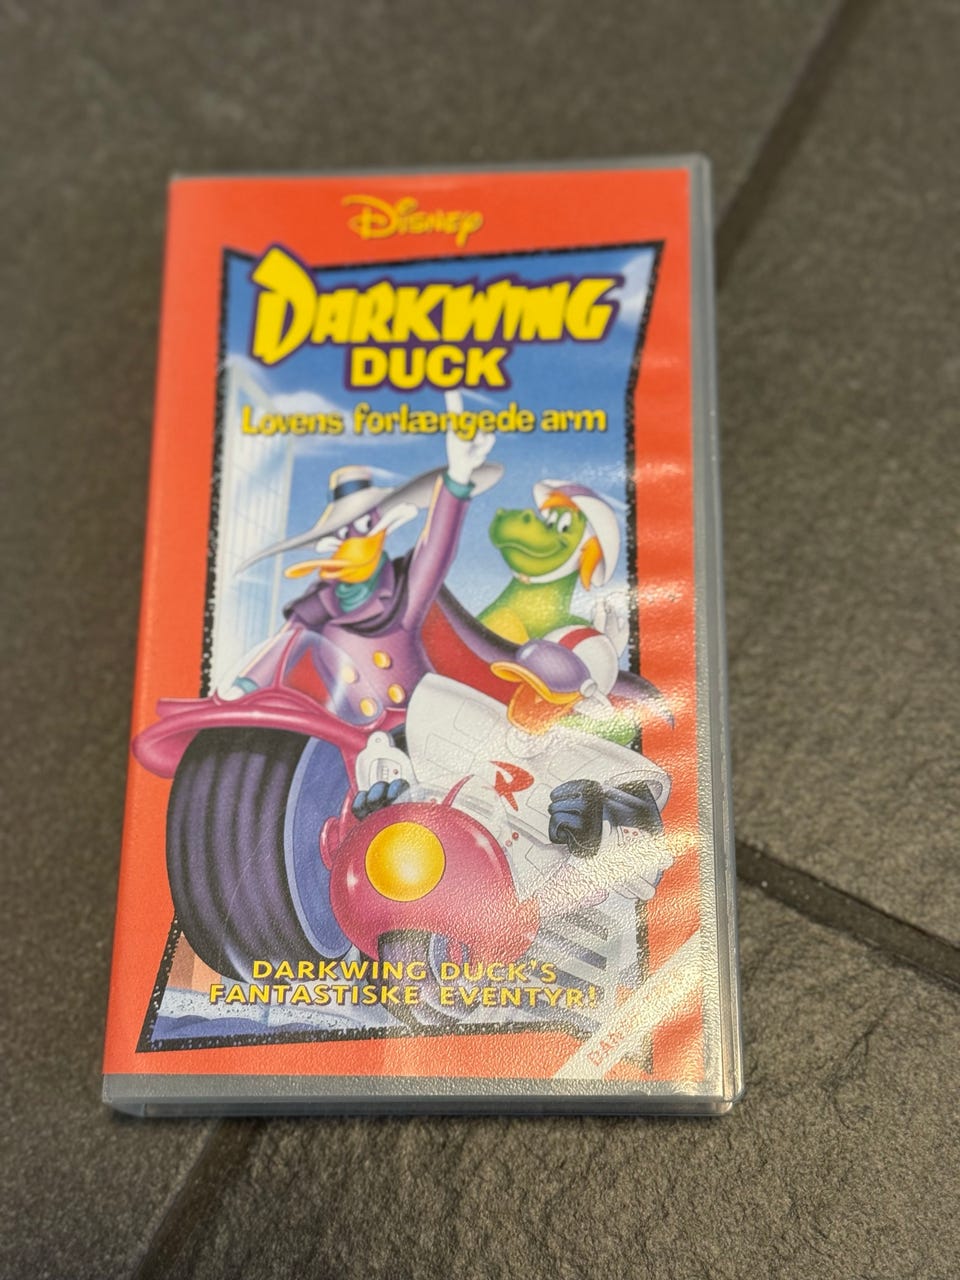 Disney
DARKWING
DUCK
Lovens forlængede arm
R
DARKWING DUCK'S
FANTASTISKE EVENTYR!